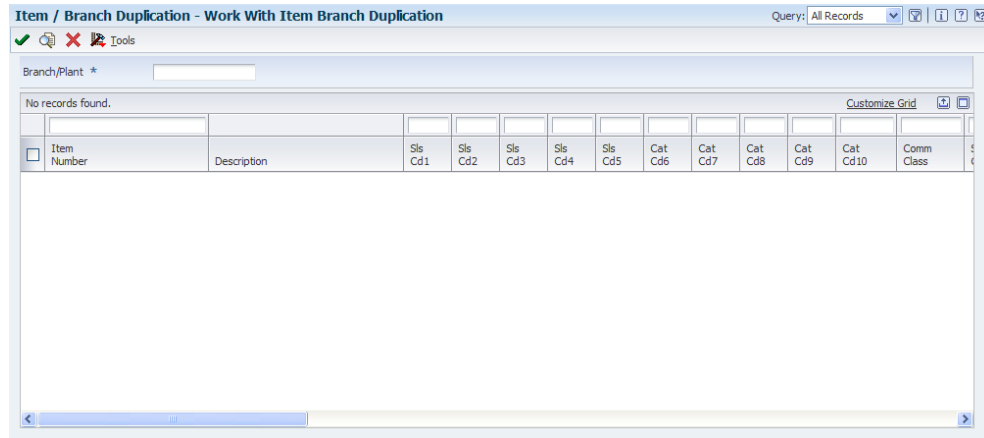 Item / Branch Duplication - Work With Item Branch Duplication
Query: All Records
Tools
Branch/Plant *
No records found.
Customize Grid
Item Number
Description
Sls Cd1
Sls Cd2
Sls Cd3
Sls Cd4
Sls Cd5
Cat Cd6
Cat Cd7
Cat Cd8
Cat Cd9
Cat Cd10
Comm Class